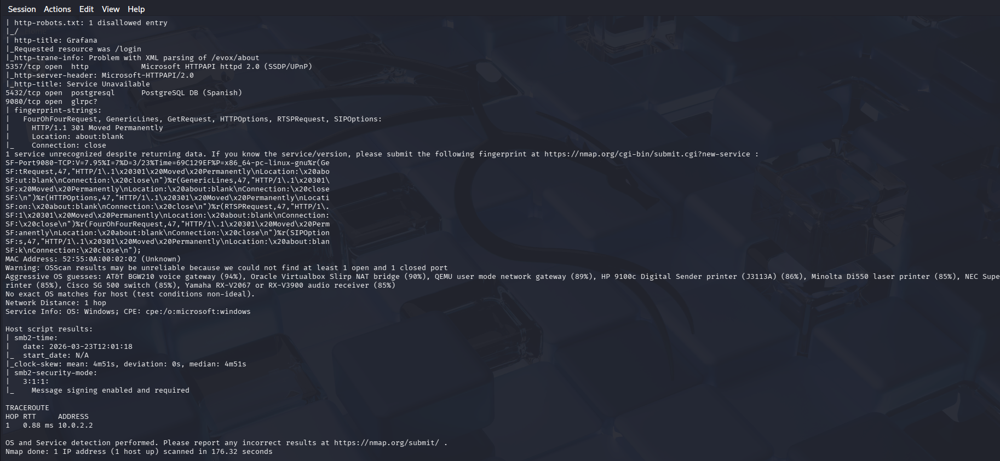 Session Actions Edit View Help
| http-robots.txt: 1 disallowed entry
|_/
| http-title: Grafana
|_Requested resource was /login
|_http-trane-info: Problem with XML parsing of /evox/about
5357/tcp open  http            Microsoft HTTPAPI httpd 2.0 (SSDP/UPnP)
|_http-server-header: Microsoft-HTTPAPI/2.0
|_http-title: Service Unavailable
5432/tcp open  postgresql      PostgreSQL DB (Spanish)
9080/tcp open  glrpc?
| fingerprint-strings:
|   FourOhFourRequest, GenericLines, GetRequest, HTTPOptions, RTSPRequest, SIPOptions:
|     HTTP/1.1 301 Moved Permanently
|     Location: about:blank
|_    Connection: close
1 service unrecognized despite returning data. If you know the service/version, please submit the following fingerprint at https://nmap.org/cgi-bin/submit.cgi?new-service :
SF-Port9080-TCP:V=7.95%I=7%D=3/23%Time=69C129EF%P=x86_64-pc-linux-gnu%r(Ge
SF:tRequest,47,"HTTP/1\.1\x20301\x20Moved\x20Permanently\nLocation:\x20abo
SF:ut:blank\nConnection:\x20close\n")%r(GenericLines,47,"HTTP/1\.1\x20301\
SF:x20Moved\x20Permanently\nLocation:\x20about:blank\nConnection:\x20close
SF:\n")%r(HTTPOptions,47,"HTTP/1\.1\x20301\x20Moved\x20Permanently\nLocati
SF:on:\x20about:blank\nConnection:\x20close\n")%r(RTSPRequest,47,"HTTP/1\.
SF:1\x20301\x20Moved\x20Permanently\nLocation:\x20about:blank\nConnection:
SF:\x20close\n")%r(FourOhFourRequest,47,"HTTP/1\.1\x20301\x20Moved\x20Perm
SF:anently\nLocation:\x20about:blank\nConnection:\x20close\n")%r(SIPOption
SF:s,47,"HTTP/1\.1\x20301\x20Moved\x20Permanently\nLocation:\x20about:blan
SF:k\nConnection:\x20close\n");
MAC Address: 52:55:0A:00:02:02 (Unknown)
Warning: OSScan results may be unreliable because we could not find at least 1 open and 1 closed port
Aggressive OS guesses: AT&T BGW210 voice gateway (94%), Oracle Virtualbox Slirp NAT bridge (90%), QEMU user mode network gateway (89%), HP 9100c Digital Sender printer (J3113A) (86%), Minolta Di550 laser printer (85%), NEC Supe
rinter (85%), Cisco SG 500 switch (85%), Yamaha RX-V2067 or RX-V3900 audio receiver (85%)
No exact OS matches for host (test conditions non-ideal).
Network Distance: 1 hop
Service Info: OS: Windows; CPE: cpe:/o:microsoft:windows

Host script results:
| smb2-time:
|   date: 2026-03-23T12:01:18
|_  start_date: N/A
|_clock-skew: mean: 4m51s, deviation: 0s, median: 4m51s
| smb2-security-mode:
|   3:1:1:
|_    Message signing enabled and required

TRACEROUTE
HOP RTT     ADDRESS
1   0.88 ms 10.0.2.2

OS and Service detection performed. Please report any incorrect results at https://nmap.org/submit/ .
Nmap done: 1 IP address (1 host up) scanned in 176.32 seconds